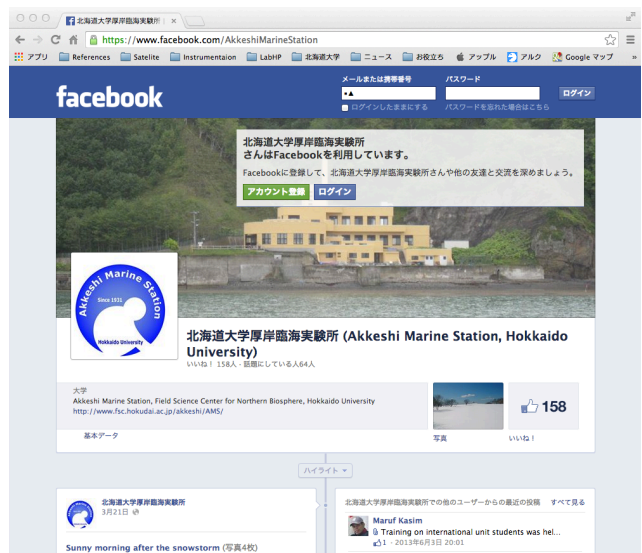 北海道大学厚岸臨海実験所
https://www.facebook.com/AkkeshiMarineStation
アプリ References Satelite Instrumentaion LabHP 北海道大学 ニュース お役立ち アップル アルク Google マップ »
facebook
メールまたは携帯番号 パスワード
ログイン
ログインしたままにする パスワードを忘れた場合はこちら
北海道大学厚岸臨海実験所
さんはFacebookを利用しています。
Facebookに登録して、北海道大学厚岸臨海実験所さんや他の友達と交流を深めましょう。
アカウント登録 ログイン
Akkeshi Marine Station
Since 1931
Hokkaido University
北海道大学厚岸臨海実験所 (Akkeshi Marine Station, Hokkaido
University)
いいね！ 158人 · 話題にしている人64人
大学
Akkeshi Marine Station, Field Science Center for Northern Biosphere, Hokkaido University
http://www.fsc.hokudai.ac.jp/akkeshi/AMS/
158
基本データ 写真 いいね！
ハイライト
北海道大学厚岸臨海実験所
3月21日
Sunny morning after the snowstorm (写真4枚)
北海道大学厚岸臨海実験所での他のユーザーからの最近の投稿 すべて見る
Maruf Kasim
Training on international unit students was hel...
1 · 2013年6月3日 20:01